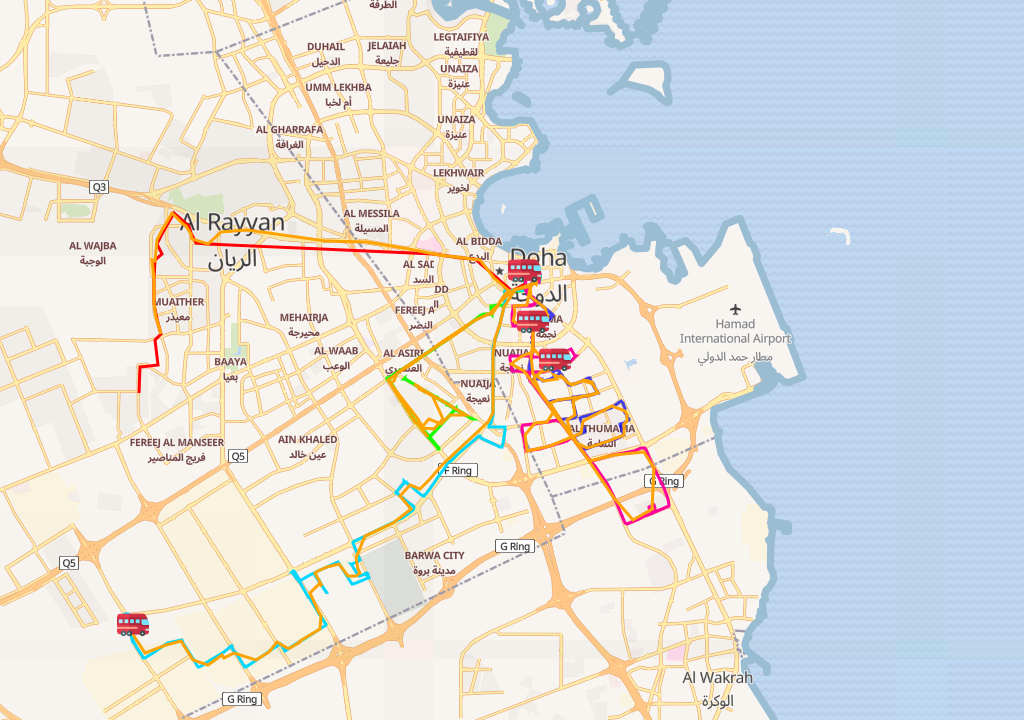 الطرفة
LEGTAIFIYA
لقطيفية
DUHAIL
الدحيل
JELAIAH
جليعة
UNAIZA
عنيزة
UMM LEKHBA
أم لخبا
UNAIZA
عنيزة
AL GHARRAFA
الغرافة
LEKHWAIR
لخوير
Q3
Al Rayyan
الريان
AL MESSILA
المسيلة
AL WAJBA
الوجبة
AL BIDDA
البدع
Doha
الدوحة
AL SAD
السد
DD
MUAITHER
معيذر
MEHAIRJA
محيرجة
FEREEJ A
النصر
MA
نجمة
Hamad
International Airport
مطار حمد الدولي
AL WAAB
الوعب
AL ASIRI
العسيري
NUAIJA
نعيجة
BAAYA
بعيا
NUAIJA
نعيجة
AL THUMAMA
الثمامة
FEREEJ AL MANSEER
فريج المناصير
AIN KHALED
عين خالد
Q5
F Ring
G Ring
G Ring
BARWA CITY
مدينة بروة
Q5
Al Wakrah
الوكرة
G Ring